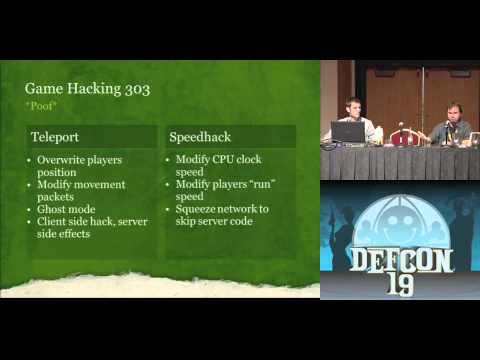 Game Hacking 303
*Poof*
Teleport
Overwrite players
position
Modify movement
packets
Ghost mode
Client side hack, server
side effects
Speedhack
Modify CPU clock
speed
Modify players “run”
speed
Squeeze network to
skip server code
DEFCON
19